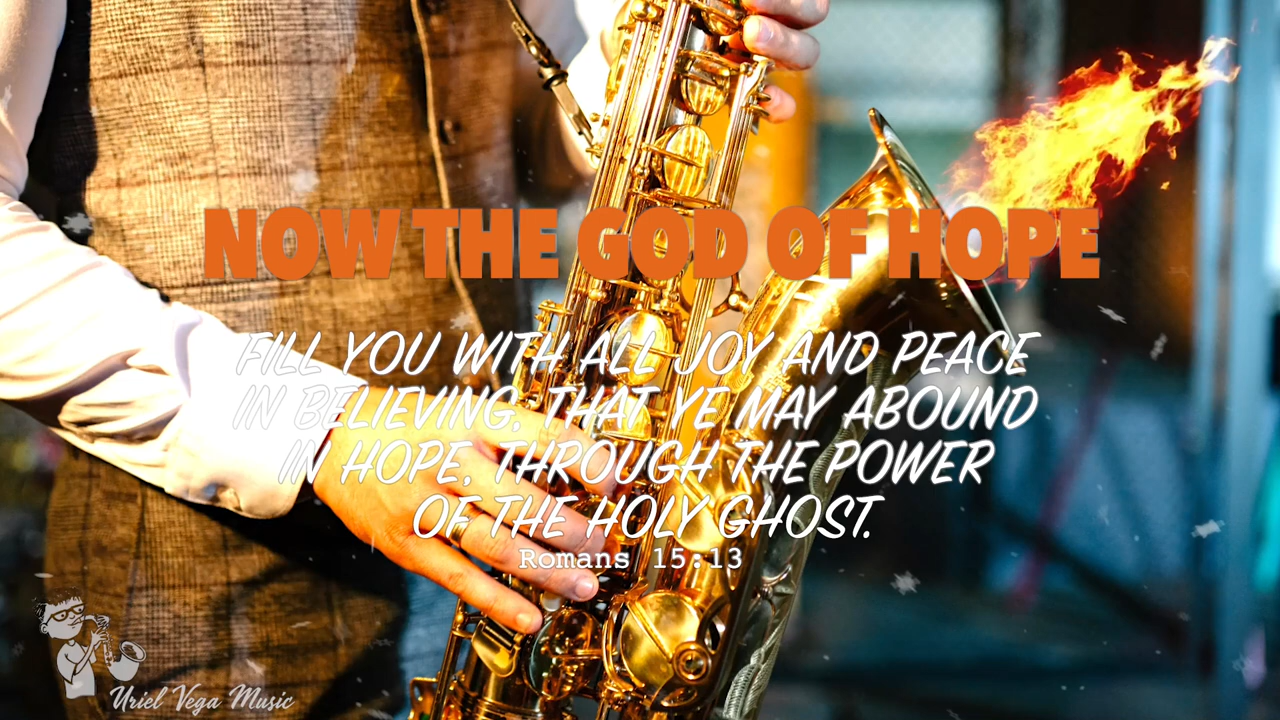 NOW THE GOD OF HOPE
FILL YOU WITH ALL JOY AND PEACE
IN BELIEVING, THAT YE MAY ABOUND
IN HOPE, THROUGH THE POWER
OF THE HOLY GHOST.
Romans 15:13
Uriel Vega Music